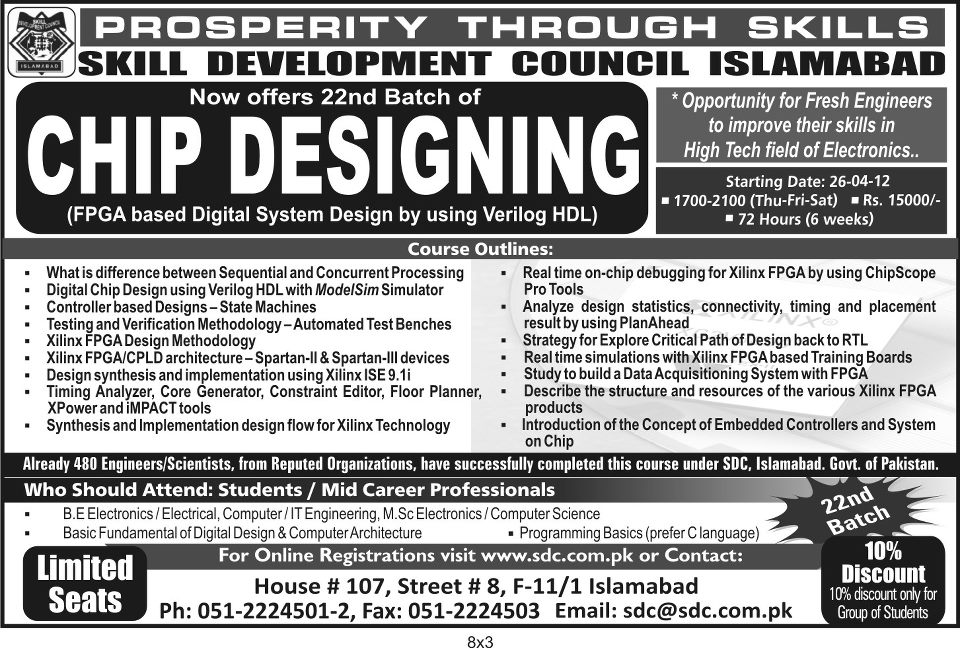 SKILL
DEVELOPMENT COUNCIL
ISLAMABAD
PROSPERITY THROUGH SKILLS
SKILL DEVELOPMENT COUNCIL ISLAMABAD
Now offers 22nd Batch of
CHIP DESIGNING
(FPGA based Digital System Design by using Verilog HDL)
* Opportunity for Fresh Engineers
to improve their skills in
High Tech field of Electronics..
Starting Date: 26-04-12
▪ 1700-2100 (Thu-Fri-Sat) ▪ Rs. 15000/-
▪ 72 Hours (6 weeks)
Course Outlines:
▪ What is difference between Sequential and Concurrent Processing
▪ Digital Chip Design using Verilog HDL with ModelSim Simulator
▪ Controller based Designs – State Machines
▪ Testing and Verification Methodology – Automated Test Benches
▪ Xilinx FPGA Design Methodology
▪ Xilinx FPGA/CPLD architecture – Spartan-II & Spartan-III devices
▪ Design synthesis and implementation using Xilinx ISE 9.1i
▪ Timing Analyzer, Core Generator, Constraint Editor, Floor Planner,
XPower and iMPACT tools
▪ Synthesis and Implementation design flow for Xilinx Technology
▪ Real time on-chip debugging for Xilinx FPGA by using ChipScope
Pro Tools
▪ Analyze design statistics, connectivity, timing and placement
result by using PlanAhead
▪ Strategy for Explore Critical Path of Design back to RTL
▪ Real time simulations with Xilinx FPGA based Training Boards
▪ Study to build a Data Acquisitioning System with FPGA
▪ Describe the structure and resources of the various Xilinx FPGA
products
▪ Introduction of the Concept of Embedded Controllers and System
on Chip
XILINX®
Already 480 Engineers/Scientists, from Reputed Organizations, have successfully completed this course under SDC, Islamabad. Govt. of Pakistan.
Who Should Attend: Students / Mid Career Professionals
▪ B.E Electronics / Electrical, Computer / IT Engineering, M.Sc Electronics / Computer Science
▪ Basic Fundamental of Digital Design & Computer Architecture ▪ Programming Basics (prefer C language)
22nd
Batch
Limited
Seats
For Online Registrations visit www.sdc.com.pk or Contact:
House # 107, Street # 8, F-11/1 Islamabad
Ph: 051-2224501-2, Fax: 051-2224503 Email: sdc@sdc.com.pk
10%
Discount
10% discount only for
Group of Students
8x3